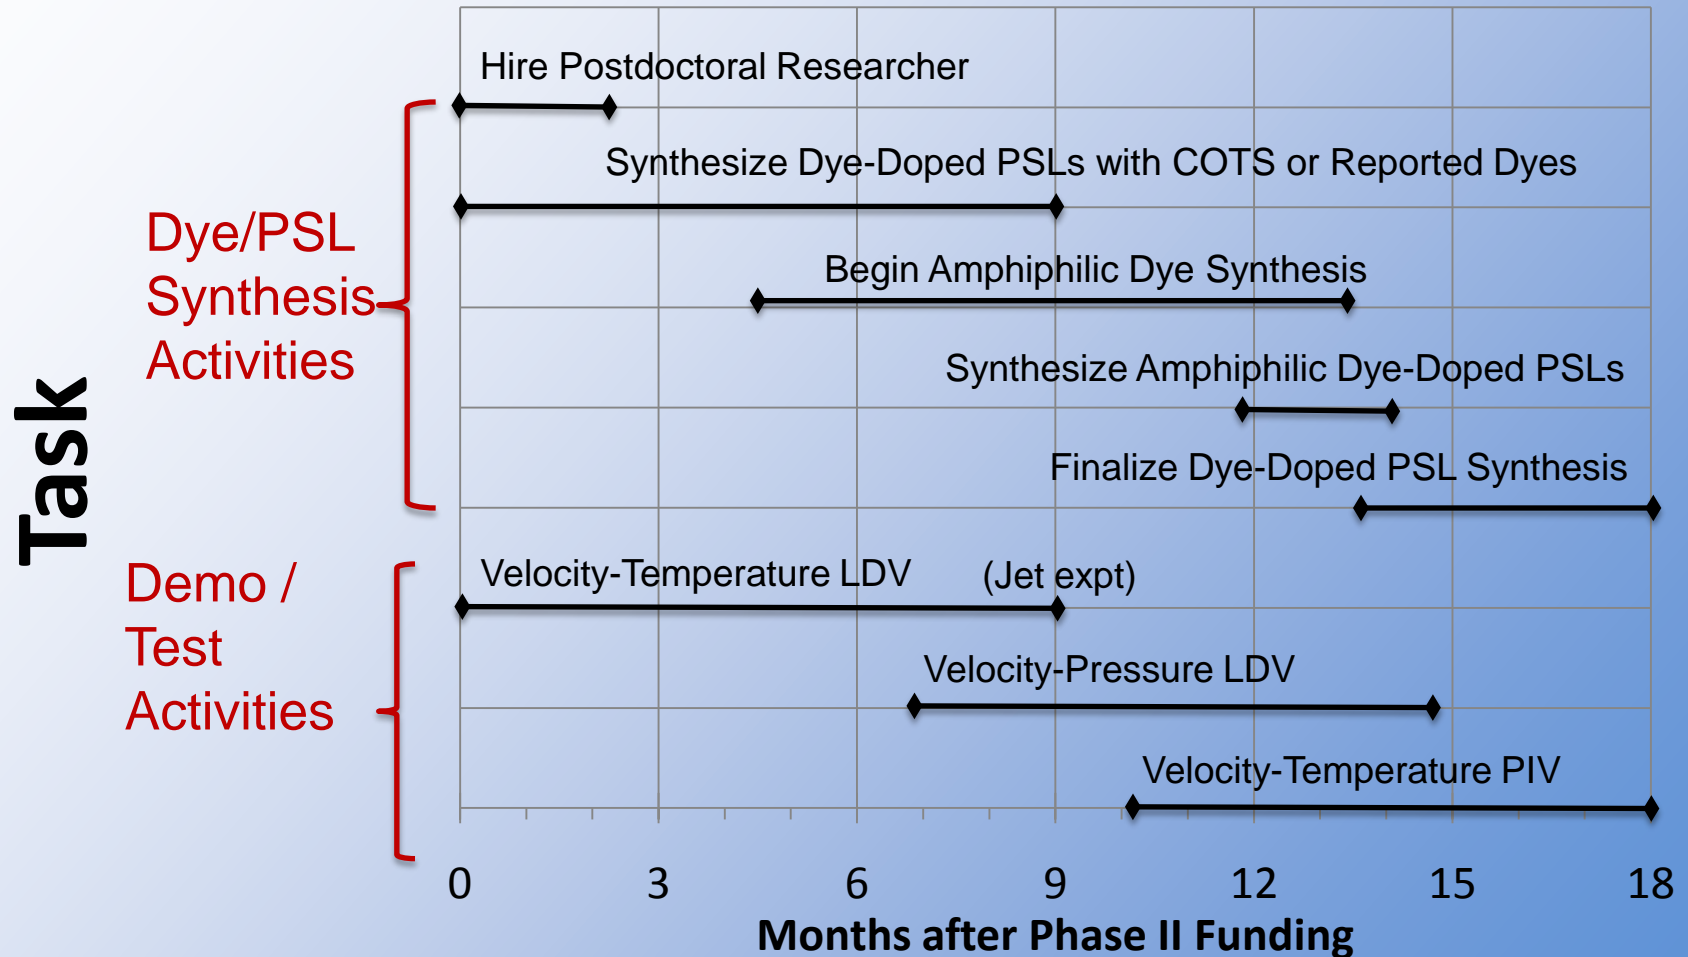 Hire Postdoctoral Researcher
Synthesize Dye-Doped PSLs with COTS or Reported Dyes
Dye/PSL
Synthesis
Activities
Begin Amphiphilic Dye Synthesis
Synthesize Amphiphilic Dye-Doped PSLs
Finalize Dye-Doped PSL Synthesis
Task
Demo /
Test
Activities
Velocity-Temperature LDV (Jet expt)
Velocity-Pressure LDV
Velocity-Temperature PIV
0 3 6 9 12 15 18
Months after Phase II Funding